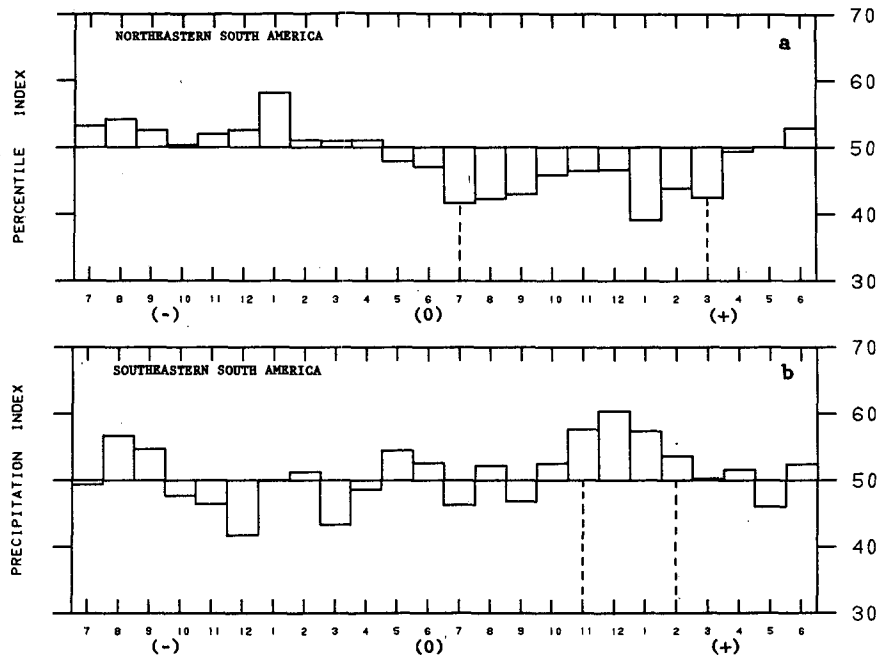 NORTHEASTERN SOUTH AMERICA
a
PERCENTILE INDEX
70
60
50
40
30
7 8 9 10 11 12 1 2 3 4 5 6 7 8 9 10 11 12 1 2 3 4 5 6
(-) (0) (+)
SOUTHEASTERN SOUTH AMERICA
b
PRECIPITATION INDEX
70
60
50
40
30
7 8 9 10 11 12 1 2 3 4 5 6 7 8 9 10 11 12 1 2 3 4 5 6
(-) (0) (+)